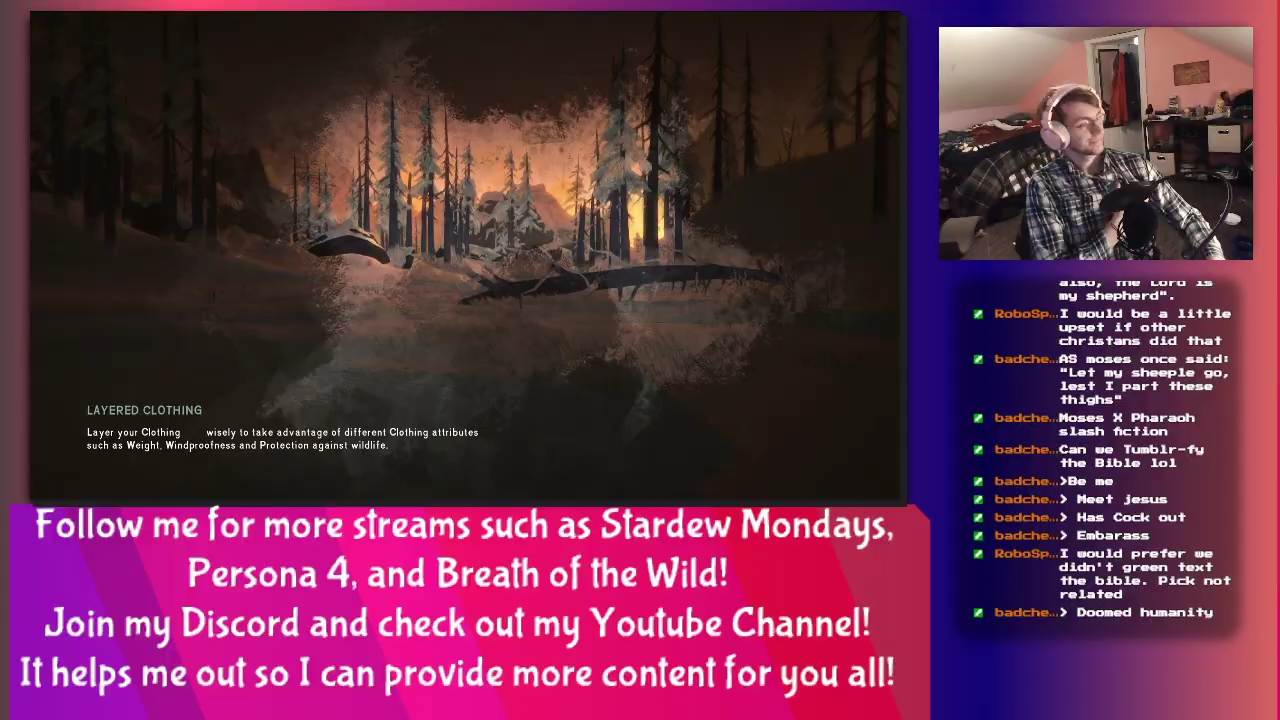 LAYERED CLOTHING
Layer your Clothing wisely to take advantage of different Clothing attributes
such as Weight, Windproofness and Protection against wildlife.
Follow me for more streams such as Stardew Mondays,
Persona 4, and Breath of the Wild!
Join my Discord and check out my Youtube Channel!
It helps me out so I can provide more content for you all!
also, The Lord is
my shepherd".
RoboSp... I would be a little
upset if other
christans did that
badche... AS moses once said:
"Let my sheeple go,
lest I part these
thighs"
badche... Moses X Pharaoh
slash fiction
badche... Can we Tumblr-fy
the Bible lol
badche... >Be me
badche... > Meet jesus
badche... > Has Cock out
badche... > Embarass
RoboSp... I would prefer we
didn't green text
the bible. Pick not
related
badche... > Doomed humanity